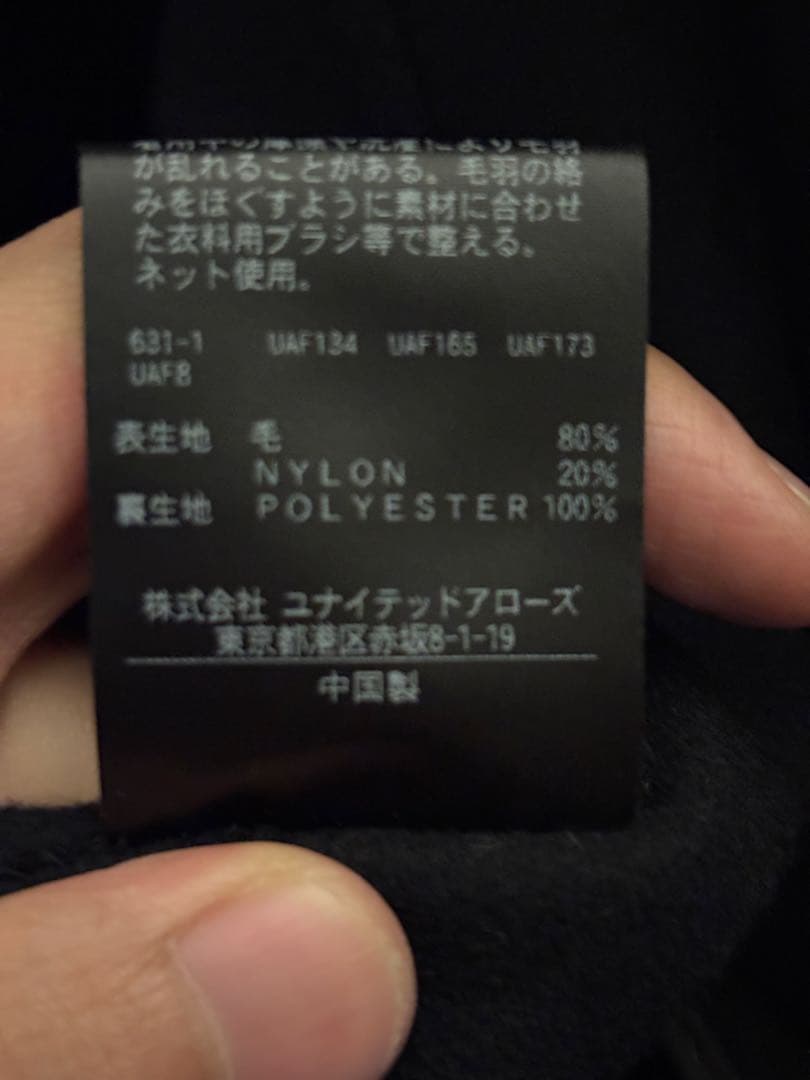 が乱れることがある。毛羽の絡
みをほぐすように素材に合わせ
た衣料用ブラシ等で整える。
ネット使用。
631-1 UAF134 UAF165 UAF173
UAF8
表生地 毛 80%
NYLON 20%
裏生地 POLYESTER 100%
株式会社 ユナイテッドアローズ
東京都港区赤坂8-1-19
中国製